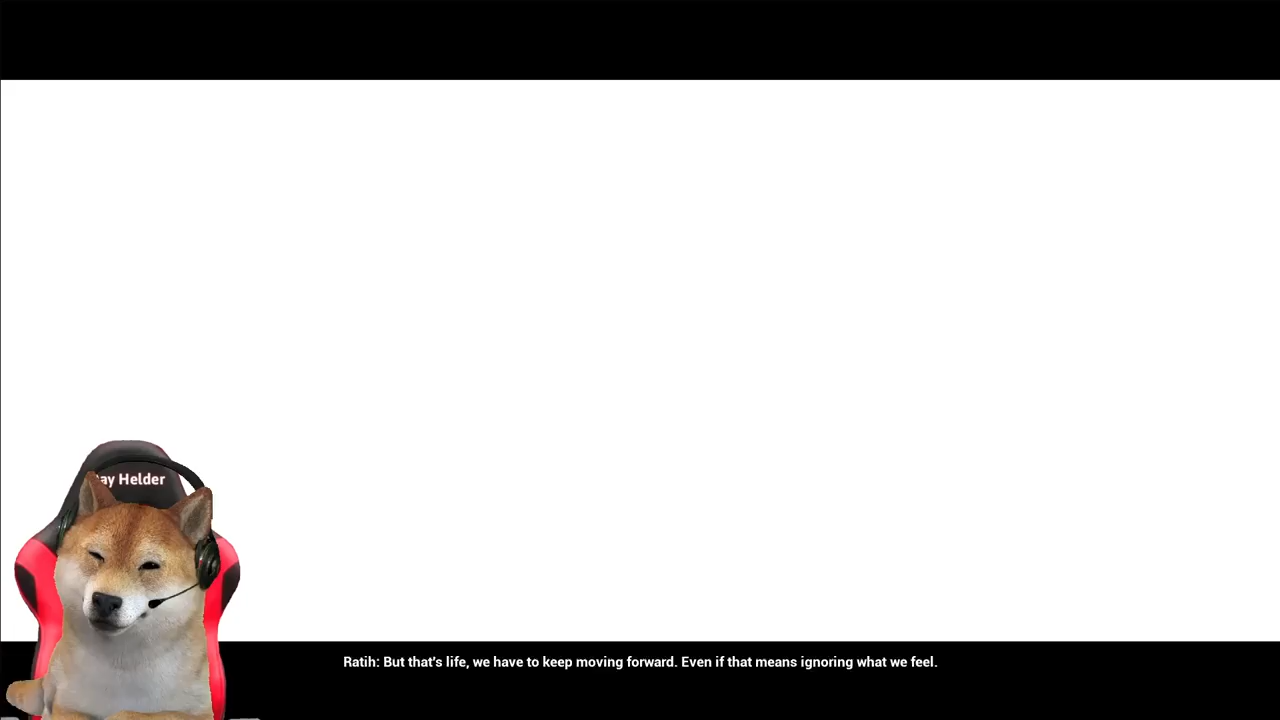 ay Helder
Ratih: But that's life, we have to keep moving forward. Even if that means ignoring what we feel.